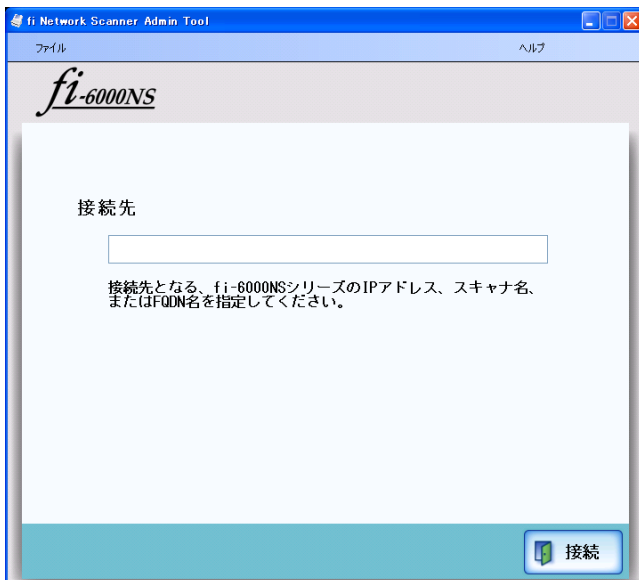 fi Network Scanner Admin Tool
ファイル ヘルプ
fi-6000NS
接続先
接続先となる、fi-6000NSシリーズのIPアドレス、スキャナ名、
またはFQDN名を指定してください。
接続